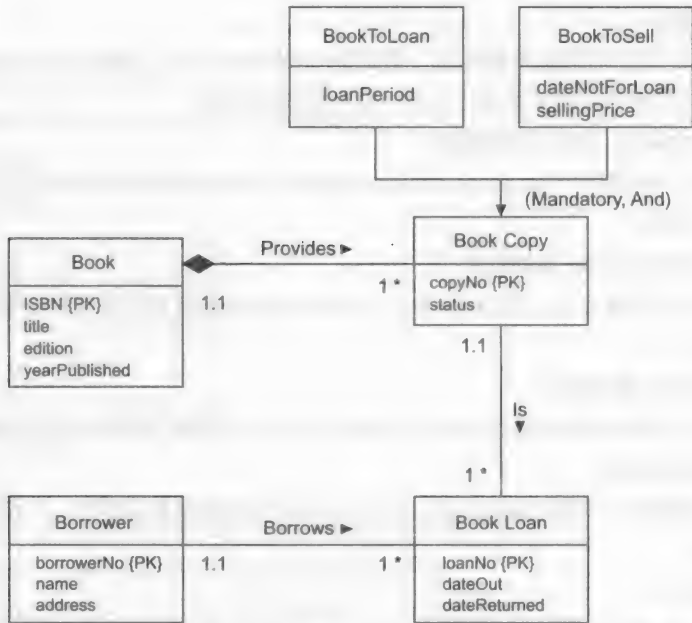 BookToLoan
loanPeriod
BookToSell
dateNotForLoan
sellingPrice
(Mandatory, And)
Book
ISBN {PK}
title
edition
yearPublished
Provides ▸
1.1
1 *
Book Copy
copyNo {PK}
status
1.1
Is
▾
1 *
Borrower
borrowerNo {PK}
name
address
Borrows ▸
1.1
1 *
Book Loan
loanNo {PK}
dateOut
dateReturned